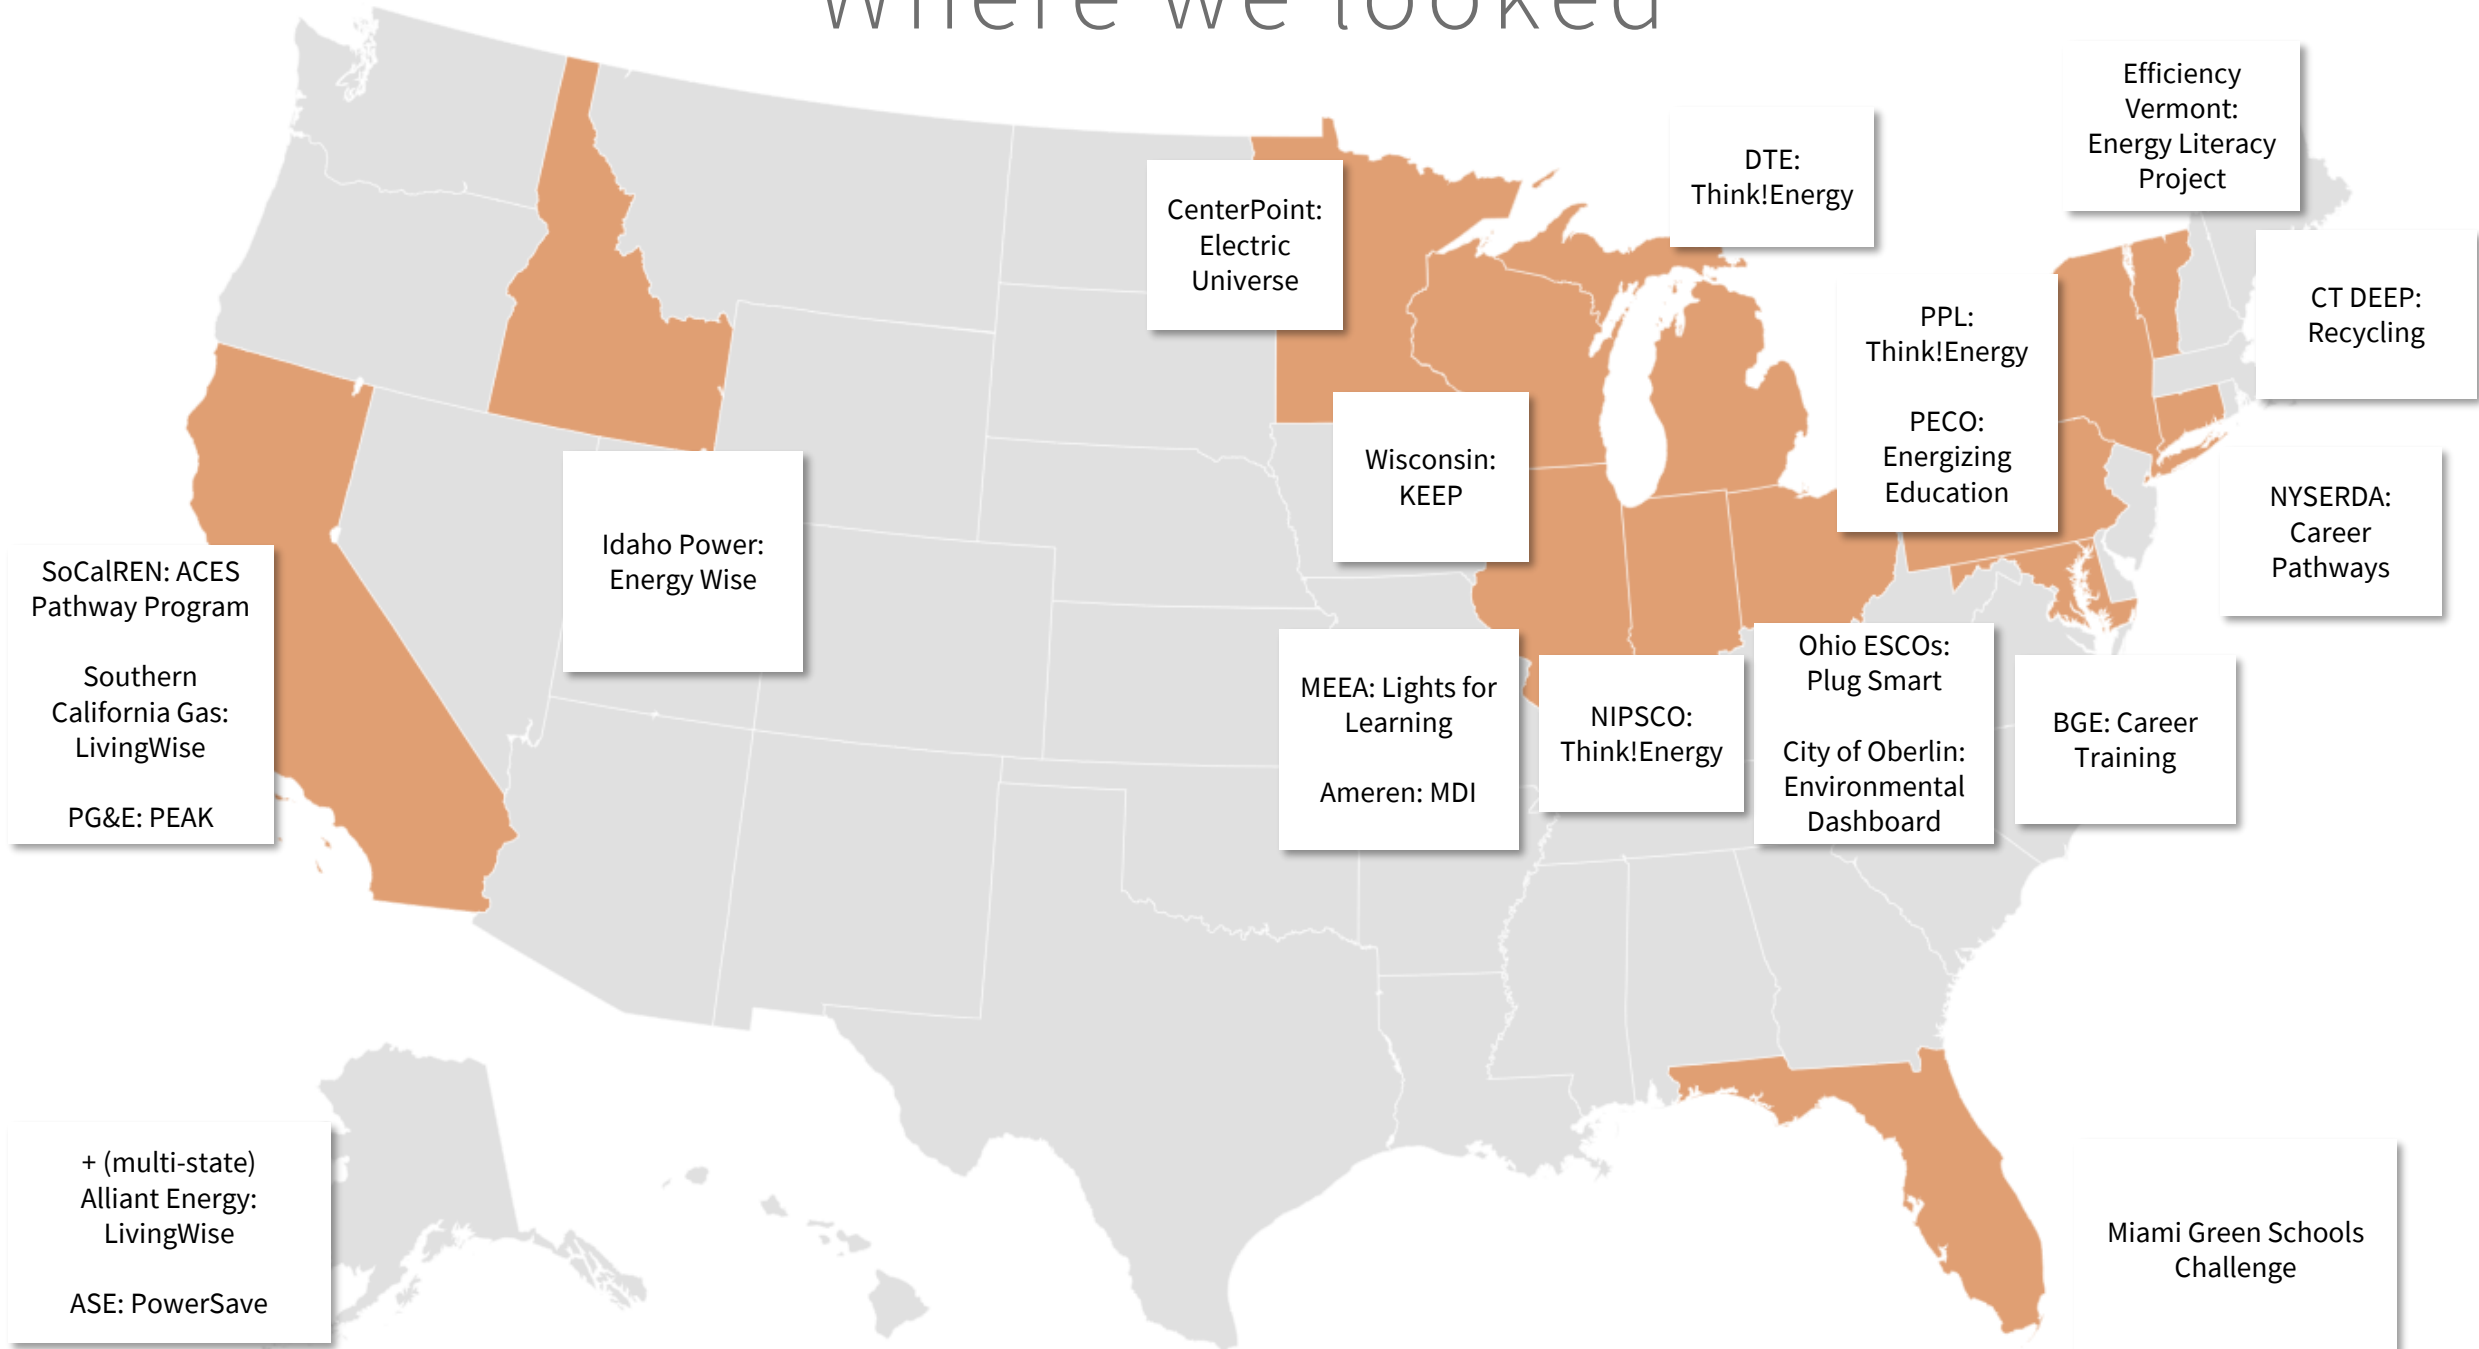 Where we looked
Efficiency
Vermont:
Energy Literacy
Project
DTE:
Think!Energy
CenterPoint:
Electric
Universe
CT DEEP:
Recycling
PPL:
Think!Energy
PECO:
Energizing
Education
Wisconsin:
KEEP
NYSERDA:
Career
Pathways
Idaho Power:
Energy Wise
SoCalREN: ACES
Pathway Program
Southern
California Gas:
LivingWise
PG&E: PEAK
MEEA: Lights for
Learning
Ameren: MDI
NIPSCO:
Think!Energy
Ohio ESCOs:
Plug Smart
City of Oberlin:
Environmental
Dashboard
BGE: Career
Training
+ (multi-state)
Alliant Energy:
LivingWise
ASE: PowerSave
Miami Green Schools
Challenge